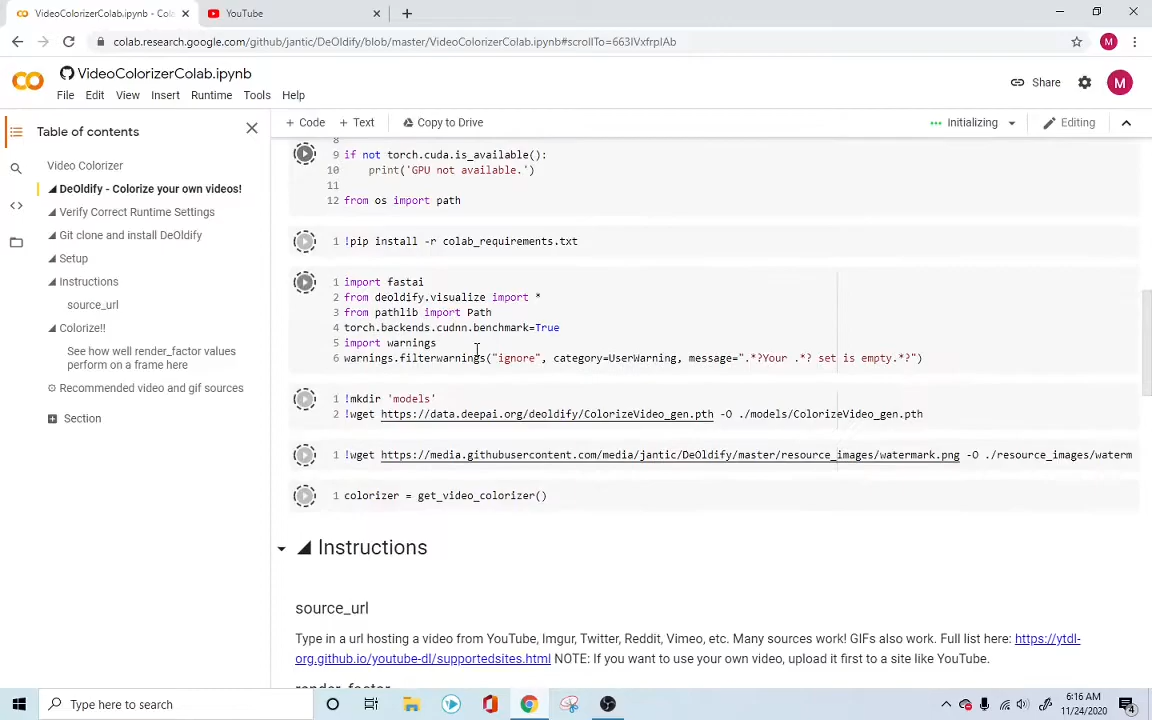 VideoColorizerColab.ipynb - Cola
YouTube
colab.research.google.com/github/jantic/DeOldify/blob/master/VideoColorizerColab.ipynb#scrollTo=663IVxfrpIAb
M
VideoColorizerColab.ipynb
File Edit View Insert Runtime Tools Help
Share
M
+ Code + Text Copy to Drive
Initializing
Editing
Table of contents
Video Colorizer
DeOldify - Colorize your own videos!
Verify Correct Runtime Settings
Git clone and install DeOldify
Setup
Instructions
source_url
Colorize!!
See how well render_factor values
perform on a frame here
Recommended video and gif sources
Section
8
9 if not torch.cuda.is_available():
10 print('GPU not available.')
11
12 from os import path
1 !pip install -r colab_requirements.txt
1 import fastai
2 from deoldify.visualize import *
3 from pathlib import Path
4 torch.backends.cudnn.benchmark=True
5 import warnings
6 warnings.filterwarnings("ignore", category=UserWarning, message=".*?Your .*? set is empty.*?")
1 !mkdir 'models'
2 !wget https://data.deepai.org/deoldify/ColorizeVideo_gen.pth -O ./models/ColorizeVideo_gen.pth
1 !wget https://media.githubusercontent.com/media/jantic/DeOldify/master/resource_images/watermark.png -O ./resource_images/waterm
1 colorizer = get_video_colorizer()
Instructions
source_url
Type in a url hosting a video from YouTube, Imgur, Twitter, Reddit, Vimeo, etc. Many sources work! GIFs also work. Full list here: https://ytdl-
org.github.io/youtube-dl/supportedsites.html NOTE: If you want to use your own video, upload it first to a site like YouTube.
render_factor
Type here to search
6:16 AM
11/24/2020
4